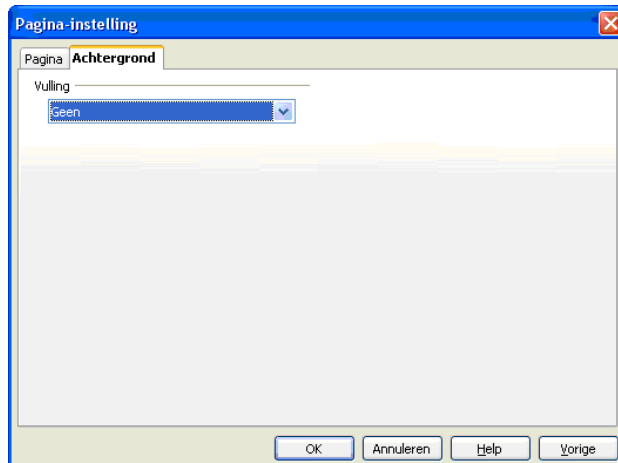 Pagina-instelling
Pagina Achtergrond
Vulling
Geen
OK Annuleren Help Vorige